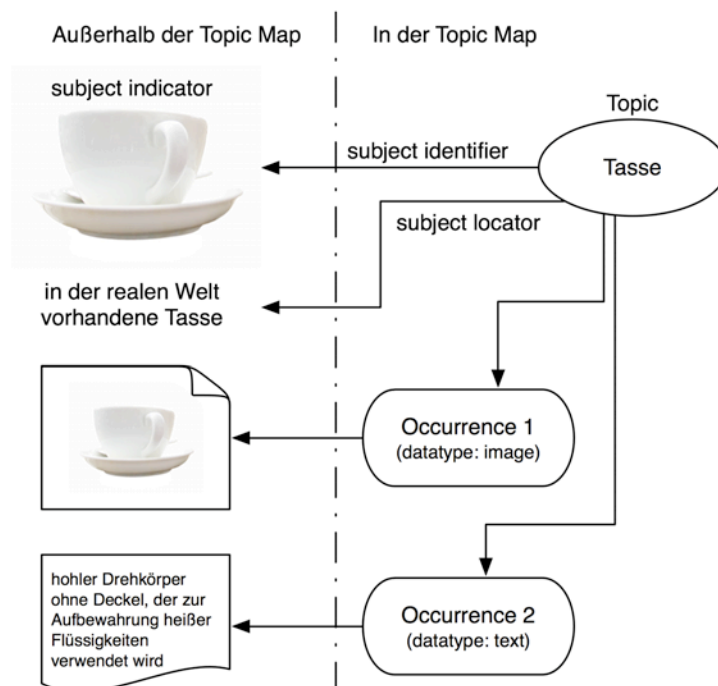 Außerhalb der Topic Map
In der Topic Map
subject indicator
Topic
Tasse
subject identifier
subject locator
in der realen Welt
vorhandene Tasse
Occurrence 1
(datatype: image)
hohler Drehkörper
ohne Deckel, der zur
Aufbewahrung heißer
Flüssigkeiten
verwendet wird
Occurrence 2
(datatype: text)